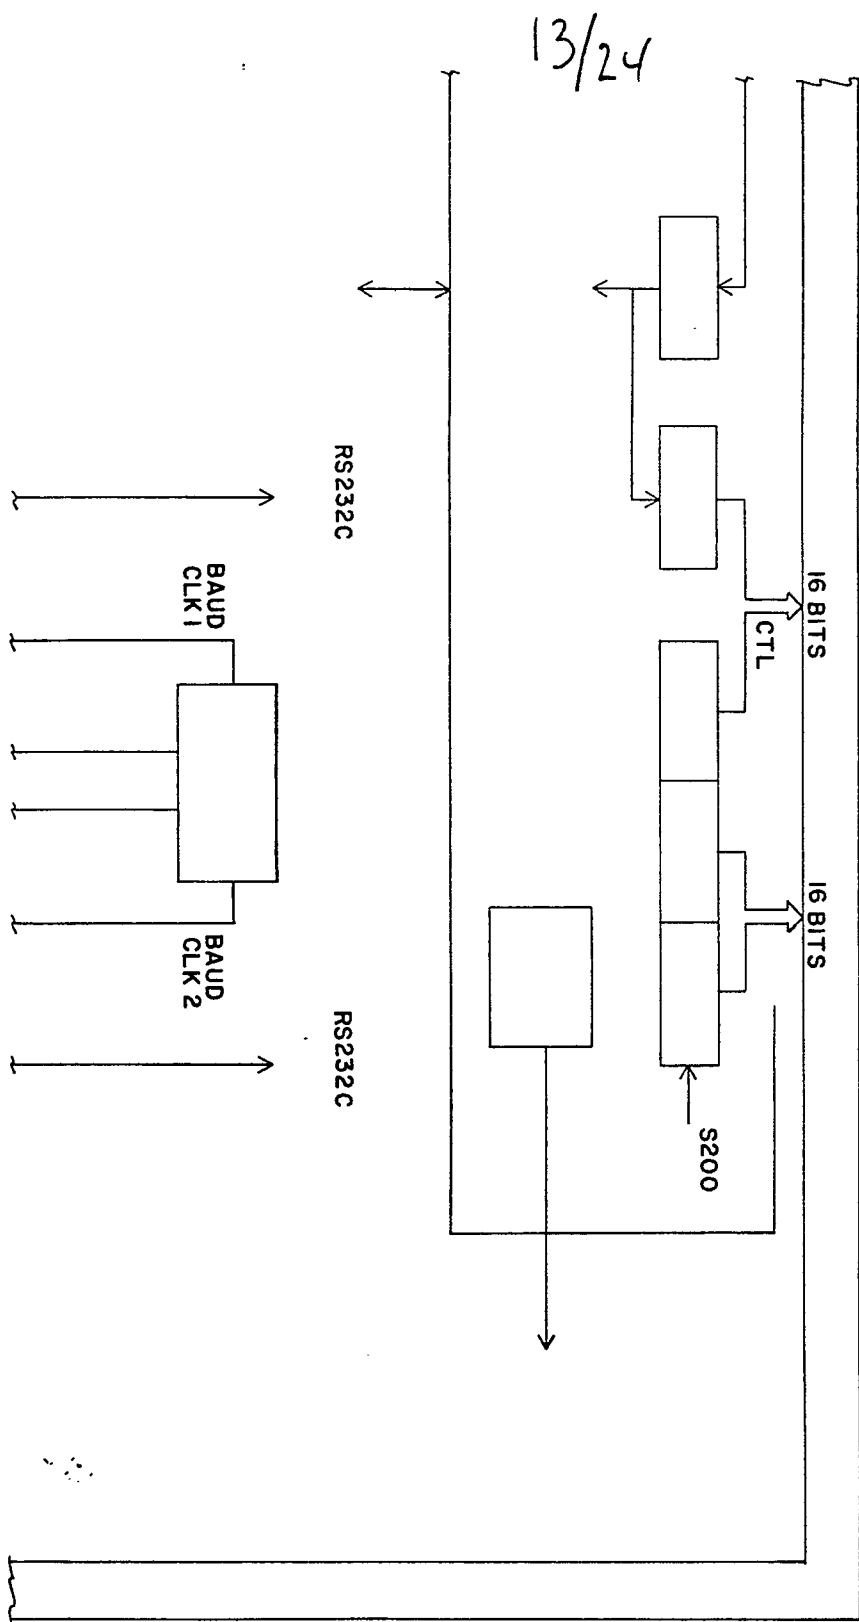 13/24
16 BITS
CTL
16 BITS
S200
RS232C
RS232C
BAUD
CLK 1
BAUD
CLK 2